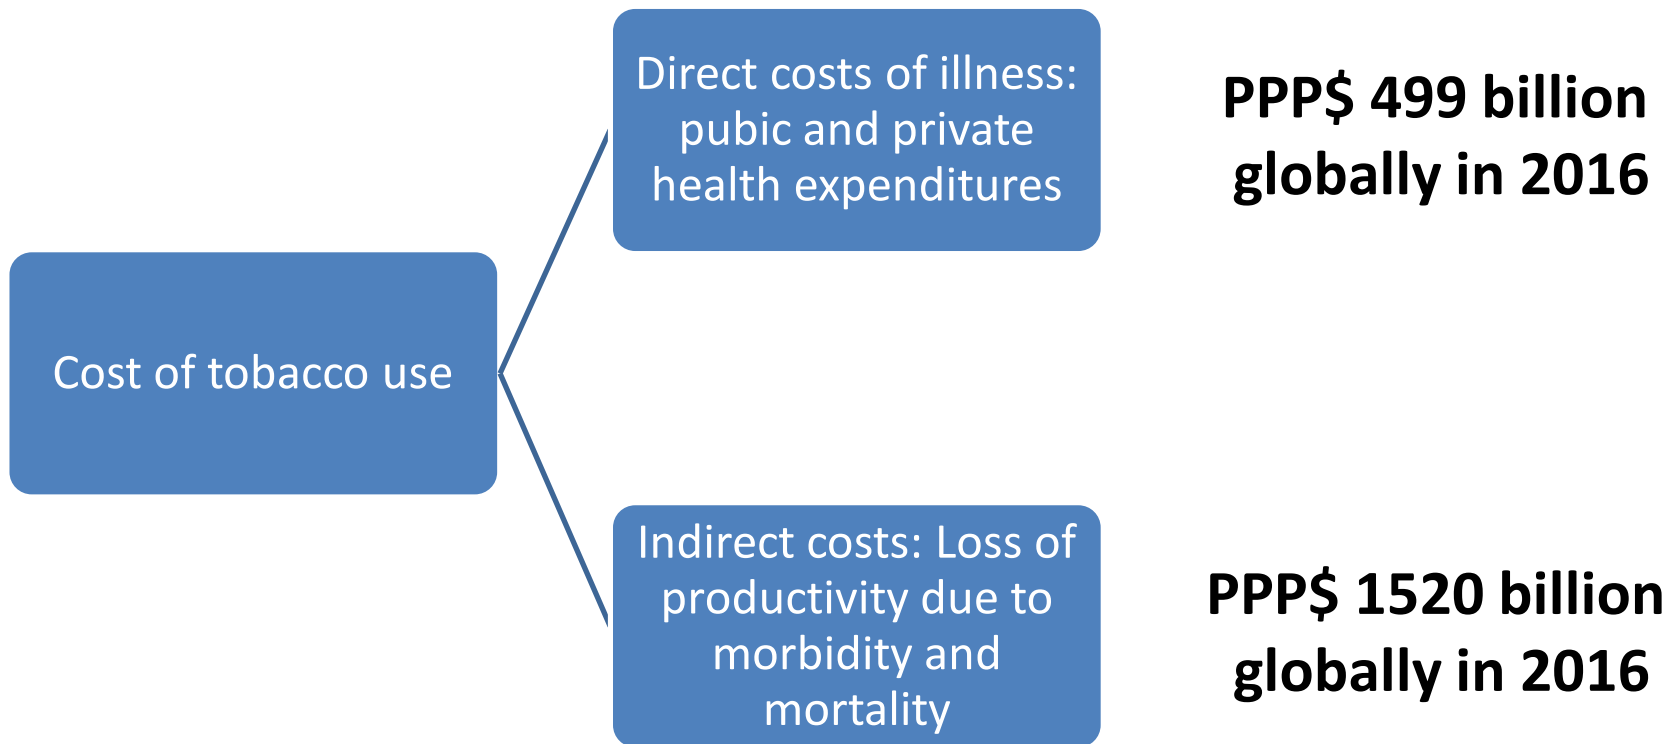 Direct costs of illness:
pubic and private
health expenditures
PPP$ 499 billion
globally in 2016
Cost of tobacco use
Indirect costs: Loss of
productivity due to
morbidity and
mortality
PPP$ 1520 billion
globally in 2016